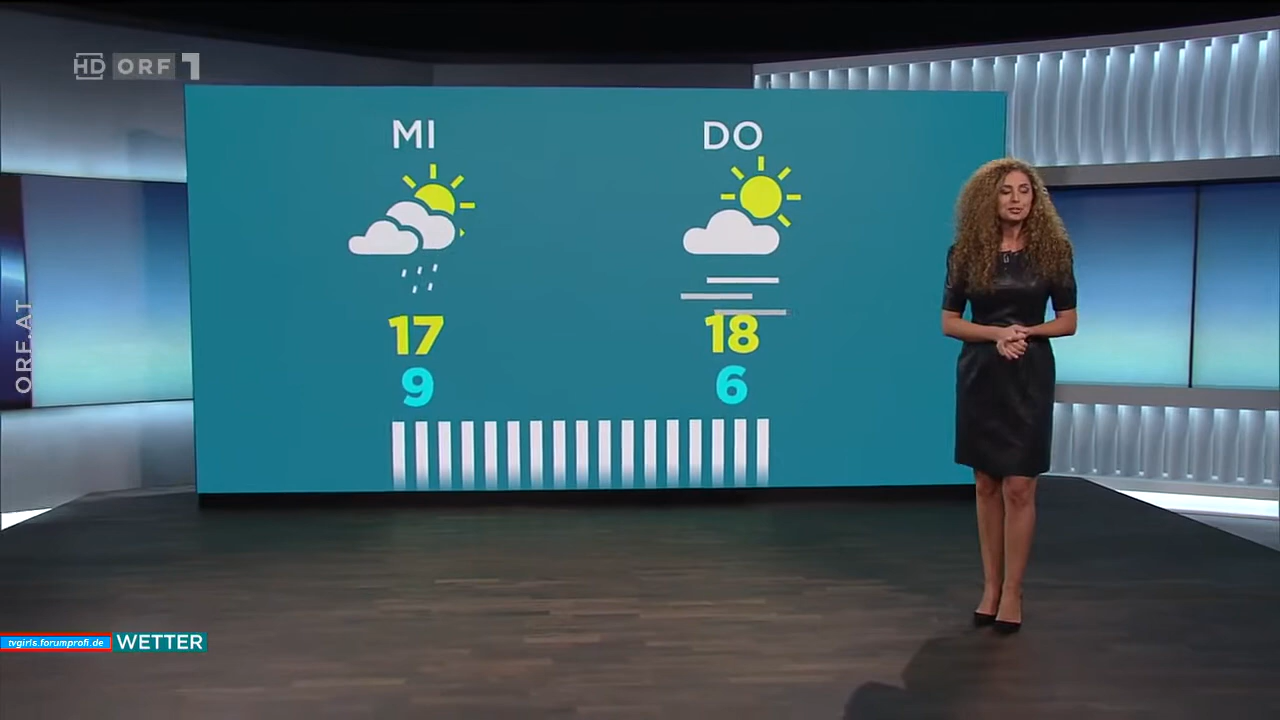 HD ORF 1
MI
DO
17
18
9
6
ORF.AT
tvgirls.forumprofi.de
WETTER